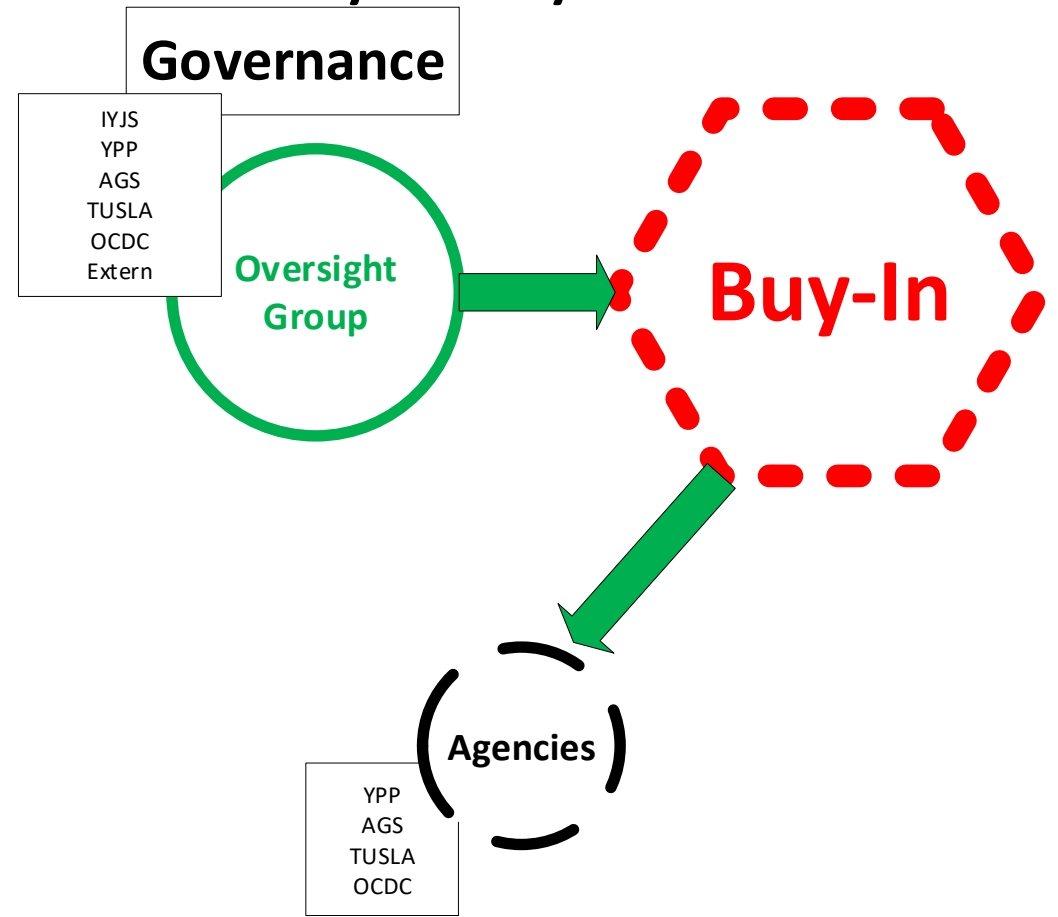 Governance
IYJS
YPP
AGS
TUSLA
OCDC
Extern
Oversight
Group
Buy-In
Agencies
YPP
AGS
TUSLA
OCDC